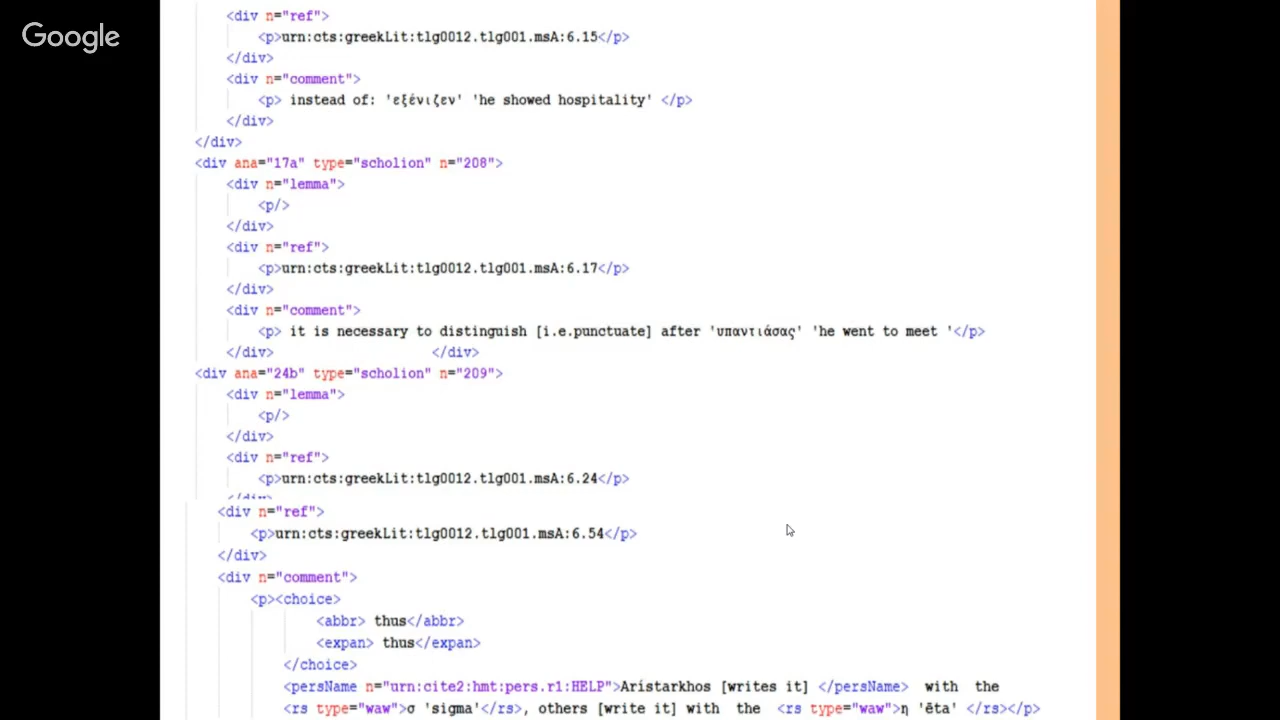 Google
<div n="ref">
<p>urn:cts:greekLit:tlg0012.tlg001.msA:6.15</p>
</div>
<div n="comment">
<p> instead of: 'εξένιζεν' 'he showed hospitality' </p>
</div>
</div>
<div ana="17a" type="scholion" n="208">
<div n="lemma">
<p/>
</div>
<div n="ref">
<p>urn:cts:greekLit:tlg0012.tlg001.msA:6.17</p>
</div>
<div n="comment">
<p> it is necessary to distinguish [i.e.punctuate] after 'υπαντιάσας' 'he went to meet '</p>
</div> </div>
<div ana="24b" type="scholion" n="209">
<div n="lemma">
<p/>
</div>
<div n="ref">
<p>urn:cts:greekLit:tlg0012.tlg001.msA:6.24</p>
</div>
<div n="ref">
<p>urn:cts:greekLit:tlg0012.tlg001.msA:6.54</p>
</div>
<div n="comment">
<p><choice>
<abbr> thus</abbr>
<expan> thus</expan>
</choice>
<persName n="urn:cite2:hmt:pers.r1:HELP">Aristarkhos [writes it] </persName> with the
<rs type="waw">σ 'sigma'</rs>, others [write it] with the <rs type="waw">η 'ēta' </rs></p>